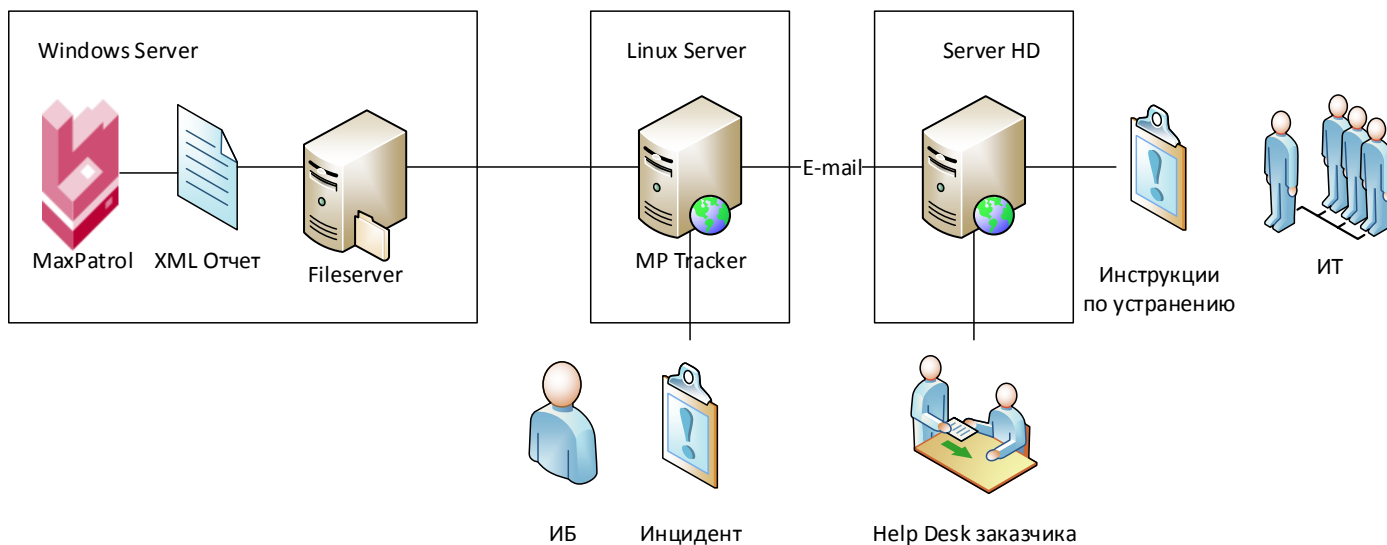 Windows Server
Linux Server
Server HD
E-mail
MaxPatrol
XML Отчет
Fileserver
MP Tracker
Инструкции
по устранению
ИТ
ИБ
Инцидент
Help Desk заказчика